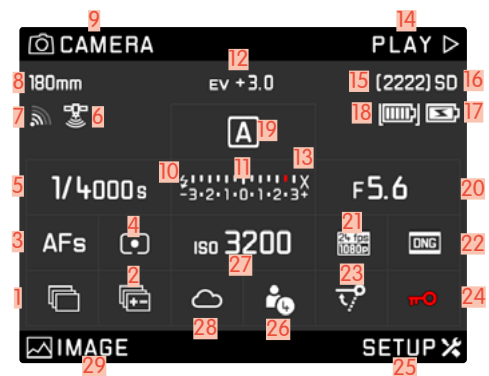 9 14
CAMERA PLAY
12
8 180mm EV +3.0 15 (2222) SD 16
7 6 18 17
A 19
10 11 13
5 1/4000s -3·2·1·0·1·2·3+ X F5.6 20
4 21
3 AFs ISO 3200 24 fps 1080p DNG 22
2 27 23
1 24
28 26
IMAGE SETUP
29 25